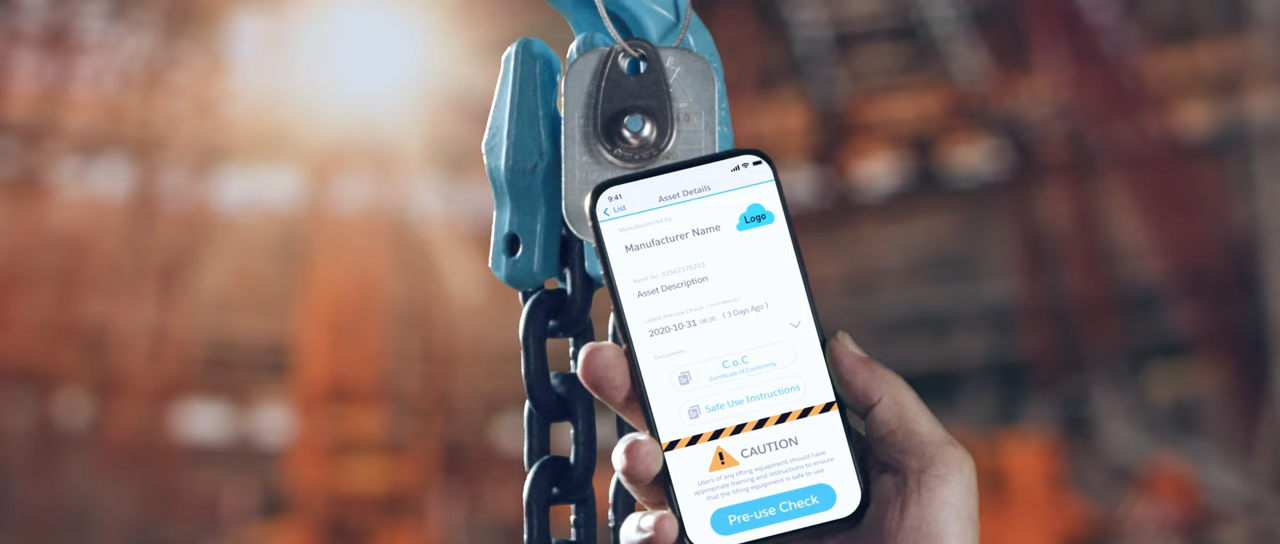 9:41
List
Asset Details
Manufactured by
Manufacturer Name
Logo
Asset No 31542176213
Asset Description
Latest Pre-use Check
2020-10-31 08:30 ( 3 Days Ago )
Documents
C.o.C
Certificate of Conformity
Safe Use Instructions
CAUTION
Users of any lifting equipment should have
appropriate training and instructions to ensure
that the lifting equipment is safe to use.
Pre-use Check